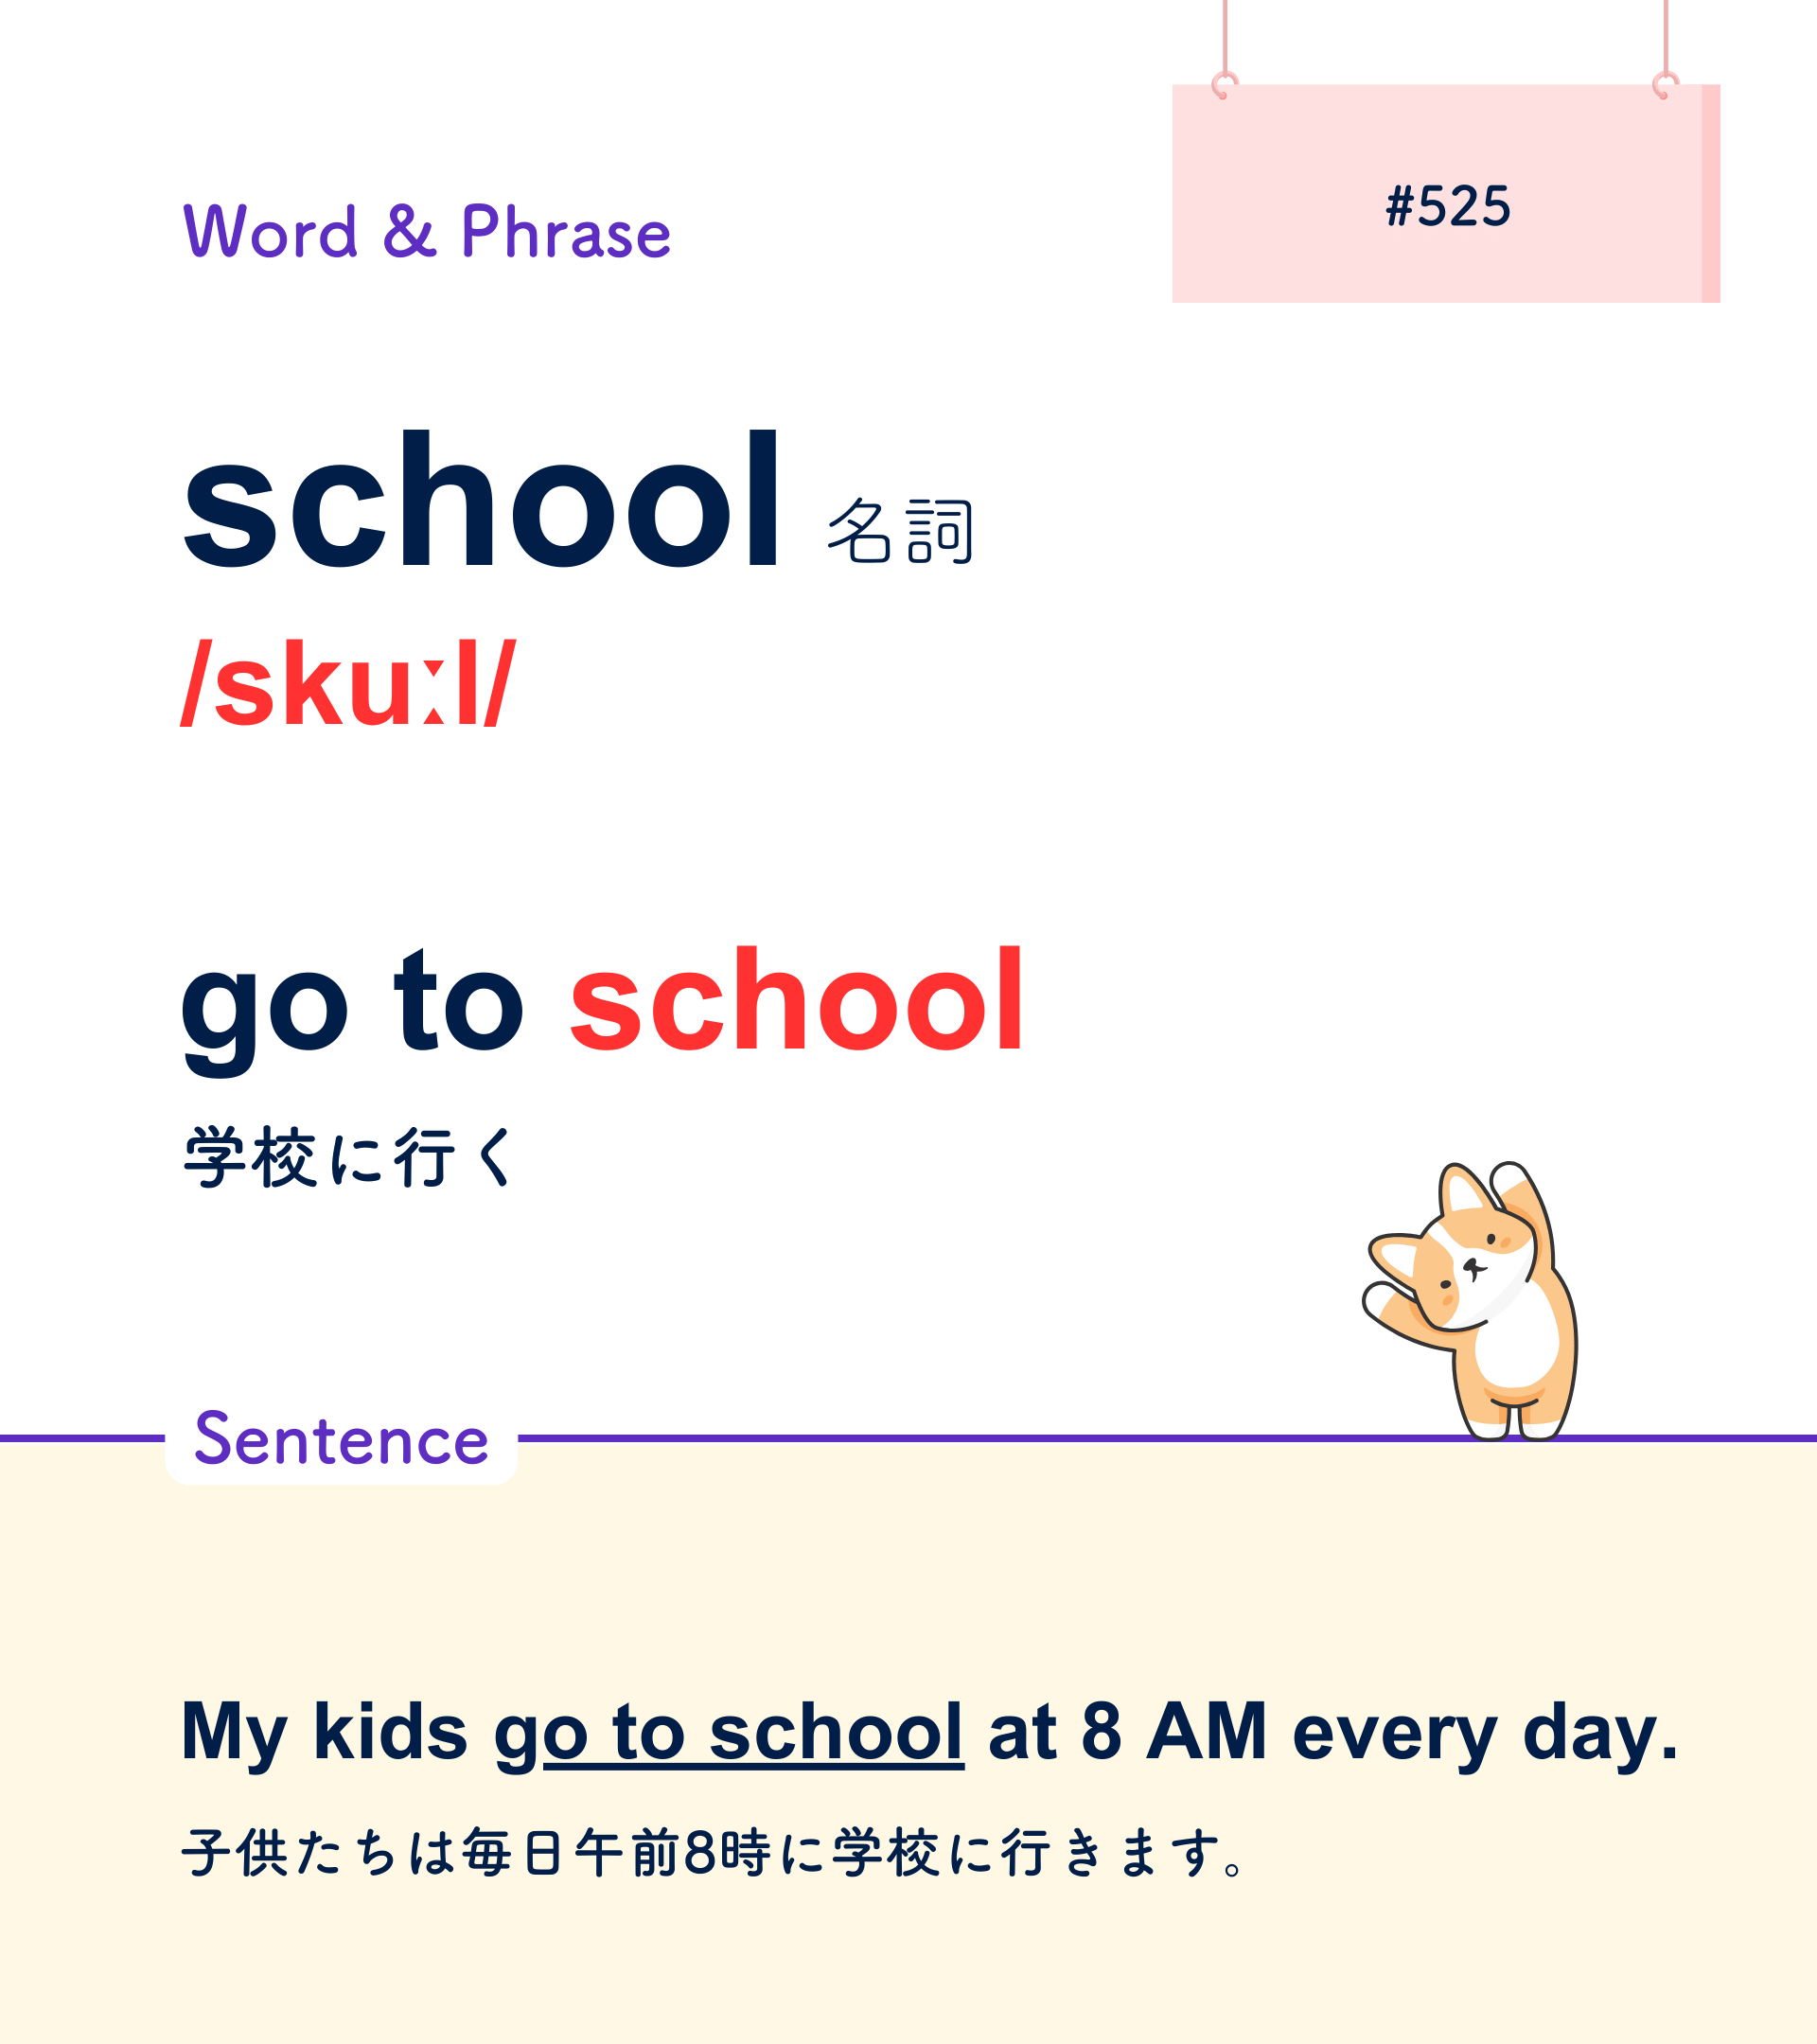 #525
Word & Phrase
school 名詞
/skuːl/
go to school
学校に行く
Sentence
My kids go to school at 8 AM every day.
子供たちは毎日午前8時に学校に行きます。